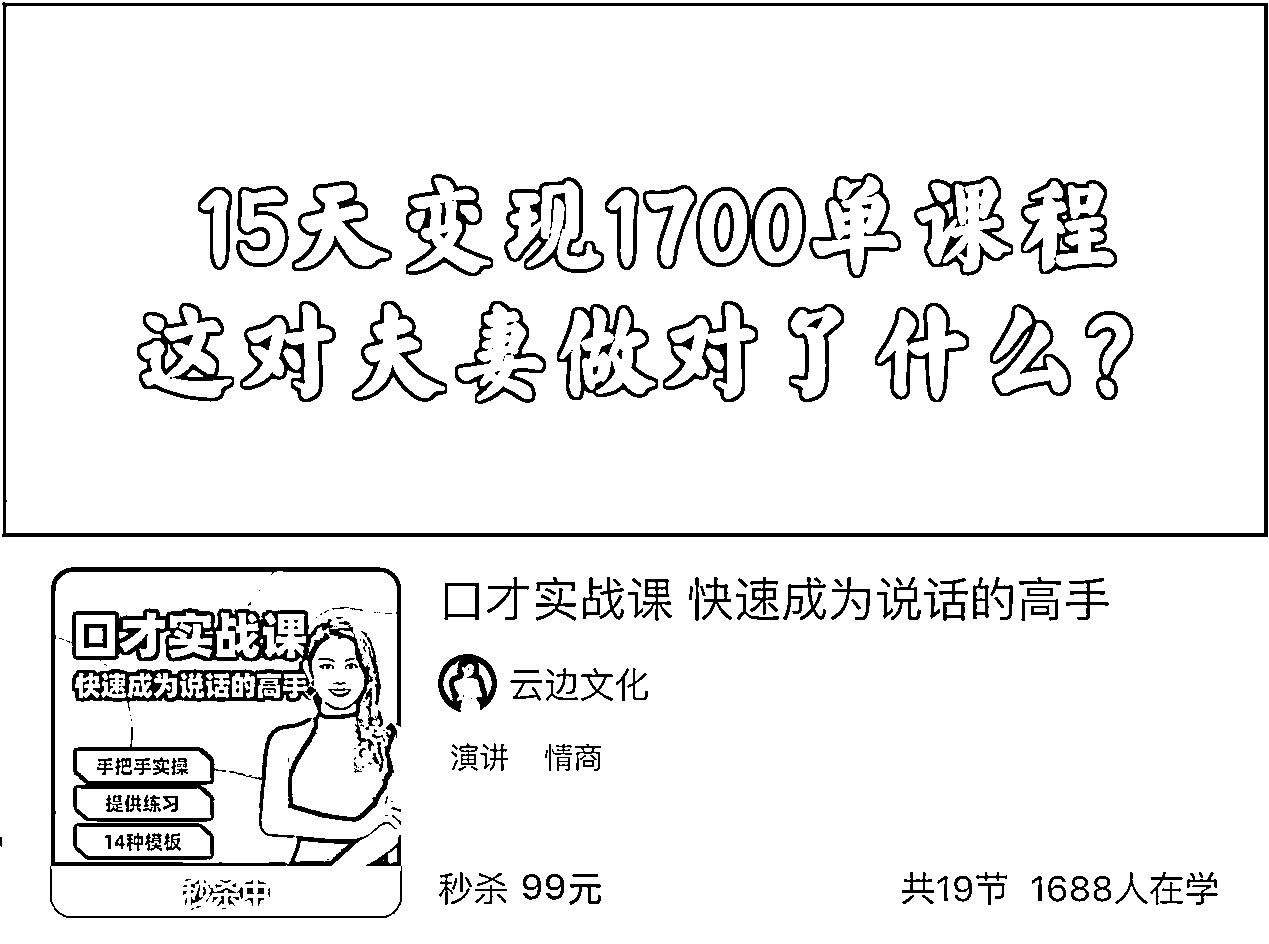 15天变现1700单课程
这对夫妻做对了什么?
口才实战课
快速成为说话的高手
手把手实操
提供练习
14种模板
秒杀中
口才实战课 快速成为说话的高手
云边文化
演讲 情商
秒杀 99元
共19节 1688人在学